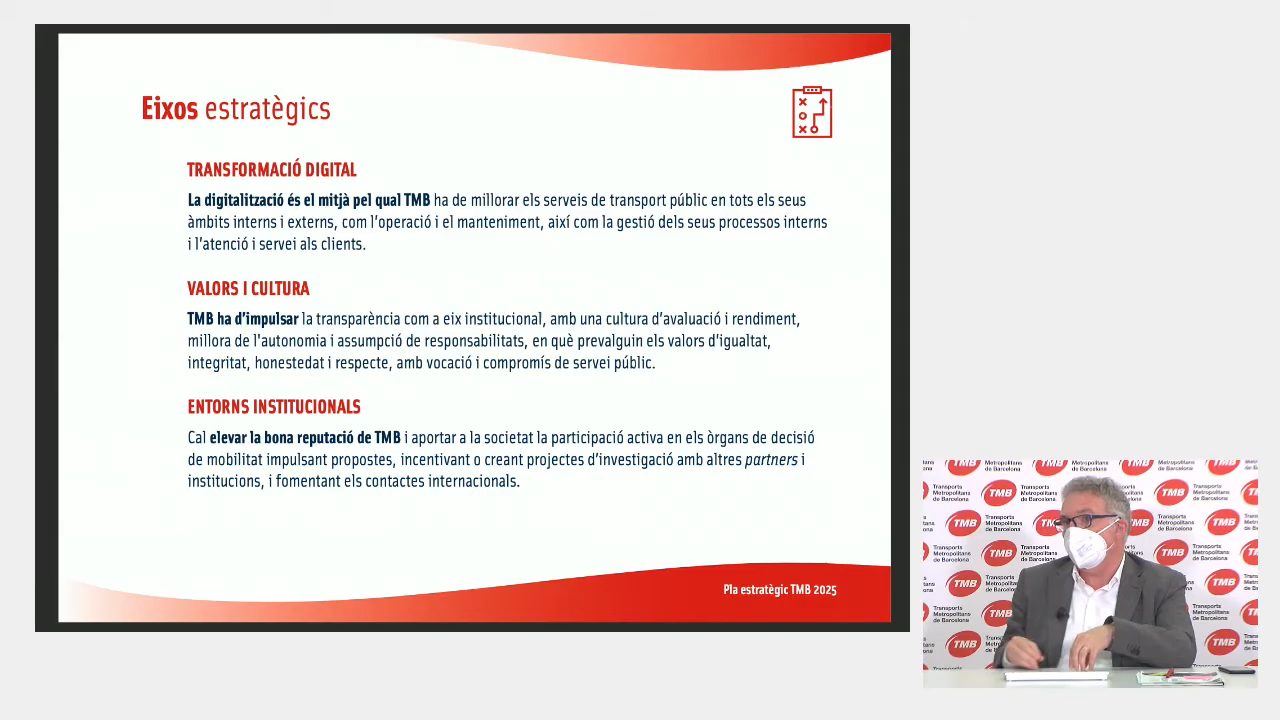 Eixos estratègics
TRANSFORMACIÓ DIGITAL
La digitalització és el mitjà pel qual TMB ha de millorar els serveis de transport públic en tots els seus
àmbits interns i externs, com l'operació i el manteniment, així com la gestió dels seus processos interns
i l'atenció i servei als clients.
VALORS I CULTURA
TMB ha d'impulsar la transparència com a eix institucional, amb una cultura d'avaluació i rendiment,
millora de l'autonomia i assumpció de responsabilitats, en què prevalguin els valors d'igualtat,
integritat, honestedat i respecte, amb vocació i compromís de servei públic.
ENTORNS INSTITUCIONALS
Cal elevar la bona reputació de TMB i aportar a la societat la participació activa en els òrgans de decisió
de mobilitat impulsant propostes, incentivant o creant projectes d'investigació amb altres partners i
institucions, i fomentant els contactes internacionals.
Pla estratègic TMB 2025
TMB
Transports
Metropolitans
de Barcelona